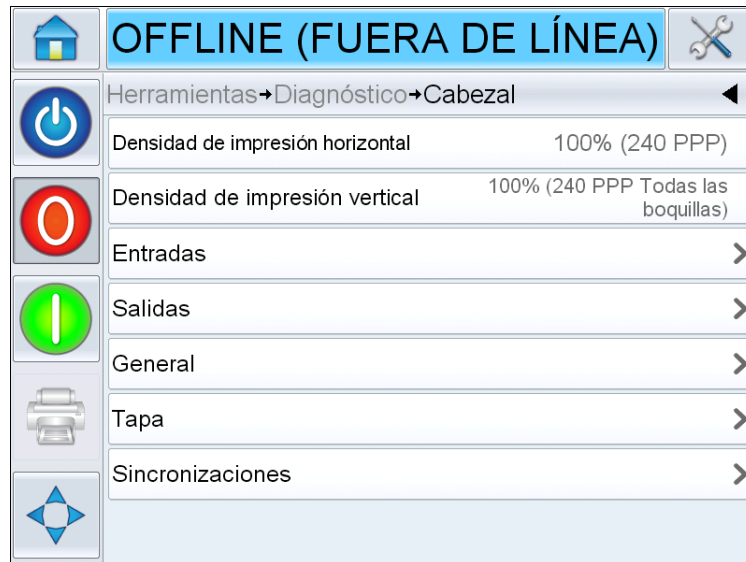 OFFLINE (FUERA DE LÍNEA)
Herramientas→Diagnóstico→Cabezal
Densidad de impresión horizontal 100% (240 PPP)
Densidad de impresión vertical 100% (240 PPP Todas las
boquillas)
Entradas
Salidas
General
Tapa
Sincronizaciones